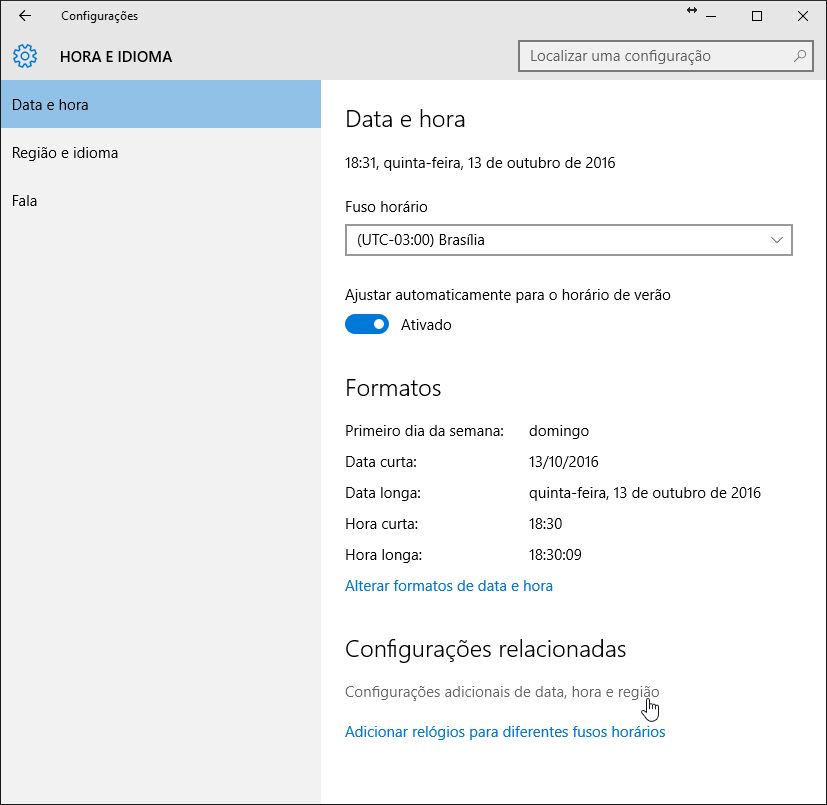 Configurações
HORA E IDIOMA
Localizar uma configuração
Data e hora
Região e idioma
Fala
Data e hora
18:31, quinta-feira, 13 de outubro de 2016
Fuso horário
(UTC-03:00) Brasília
Ajustar automaticamente para o horário de verão
Ativado
Formatos
Primeiro dia da semana: domingo
Data curta: 13/10/2016
Data longa: quinta-feira, 13 de outubro de 2016
Hora curta: 18:30
Hora longa: 18:30:09
Alterar formatos de data e hora
Configurações relacionadas
Configurações adicionais de data, hora e região
Adicionar relógios para diferentes fusos horários